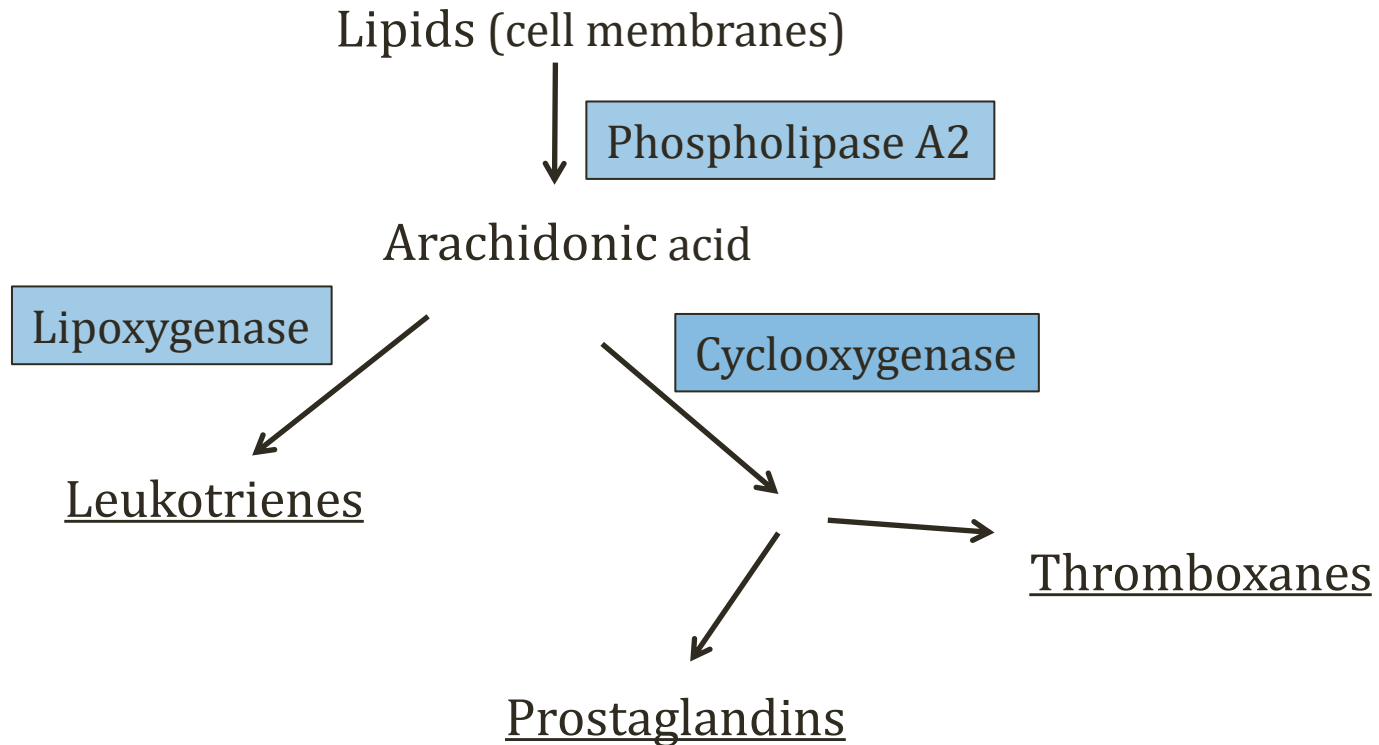 Lipids (cell membranes)
Phospholipase A2
Arachidonic acid
Lipoxygenase
Cyclooxygenase
Leukotrienes
Thromboxanes
Prostaglandins